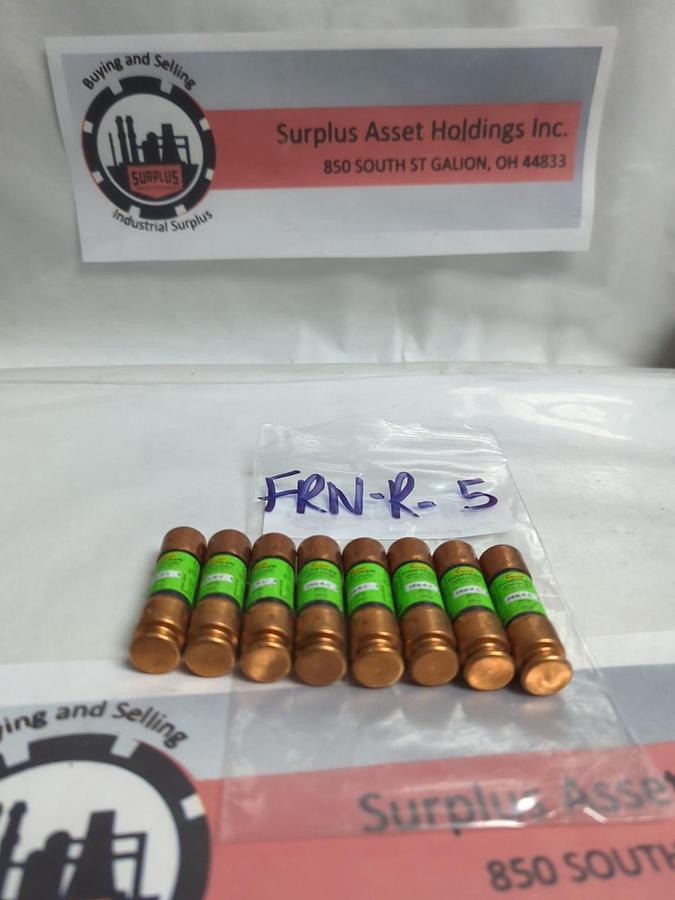 Buying and Selling
Surplus Asset Holdings Inc.
850 SOUTH ST GALION, OH 44833
SURPLUS
Industrial Surplus
FRN-R-5
ying and Selling
Surplus Asset
850 SOUTH